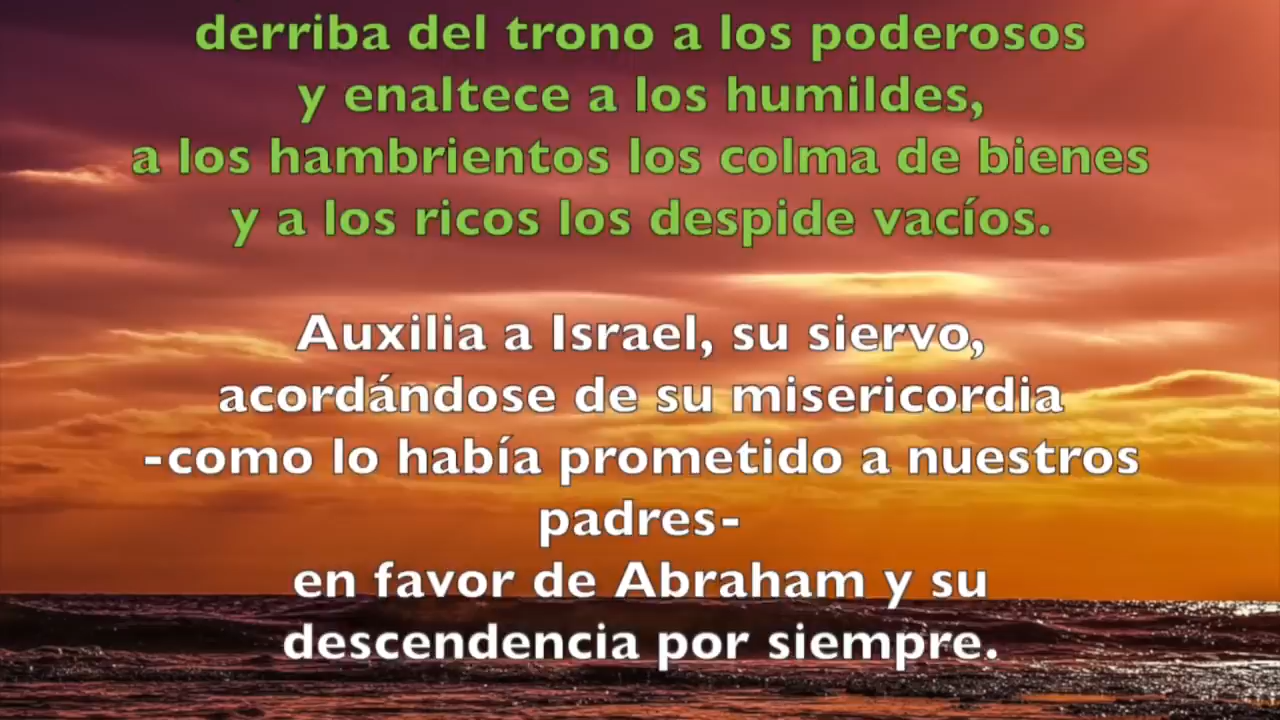 derriba del trono a los poderosos
y enaltece a los humildes,
a los hambrientos los colma de bienes
y a los ricos los despide vacíos.
Auxilia a Israel, su siervo,
acordándose de su misericordia
-como lo había prometido a nuestros
padres-
en favor de Abraham y su
descendencia por siempre.